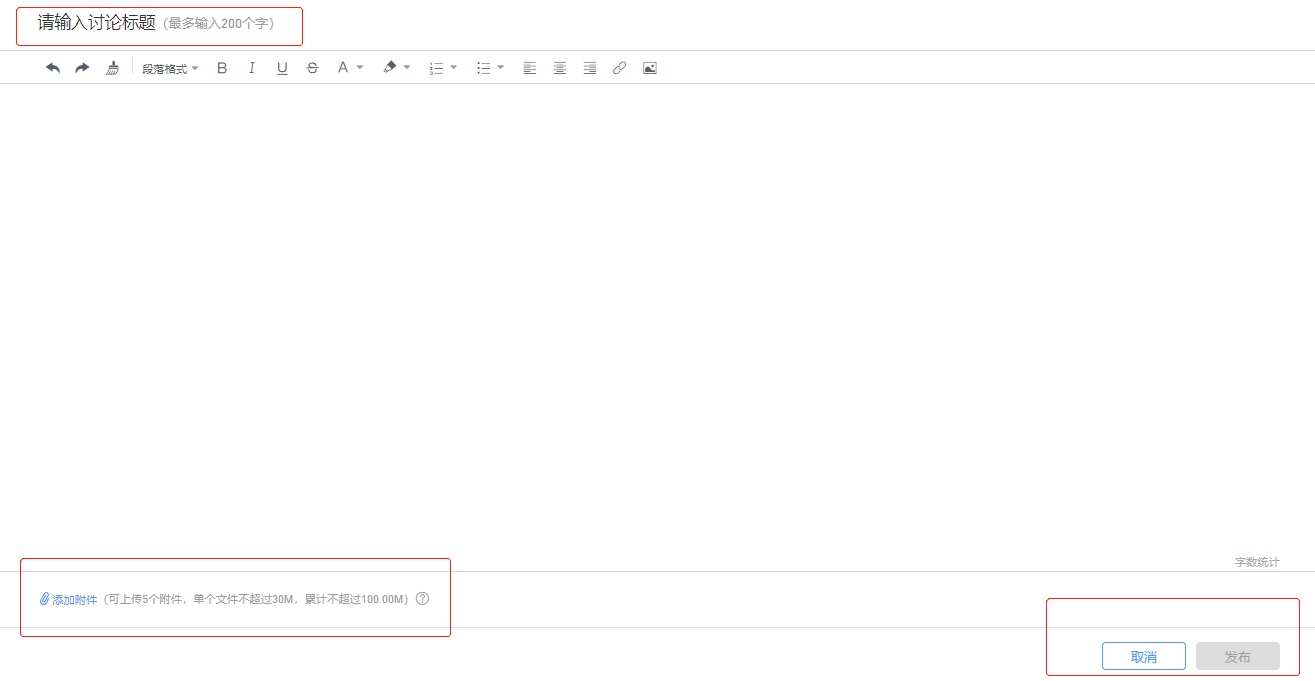 请输入讨论标题（最多输入200个字）
段落格式 B I U S A
字数统计
添加附件（可上传5个附件，单个文件不超过30M，累计不超过100.00M）?
取消 发布